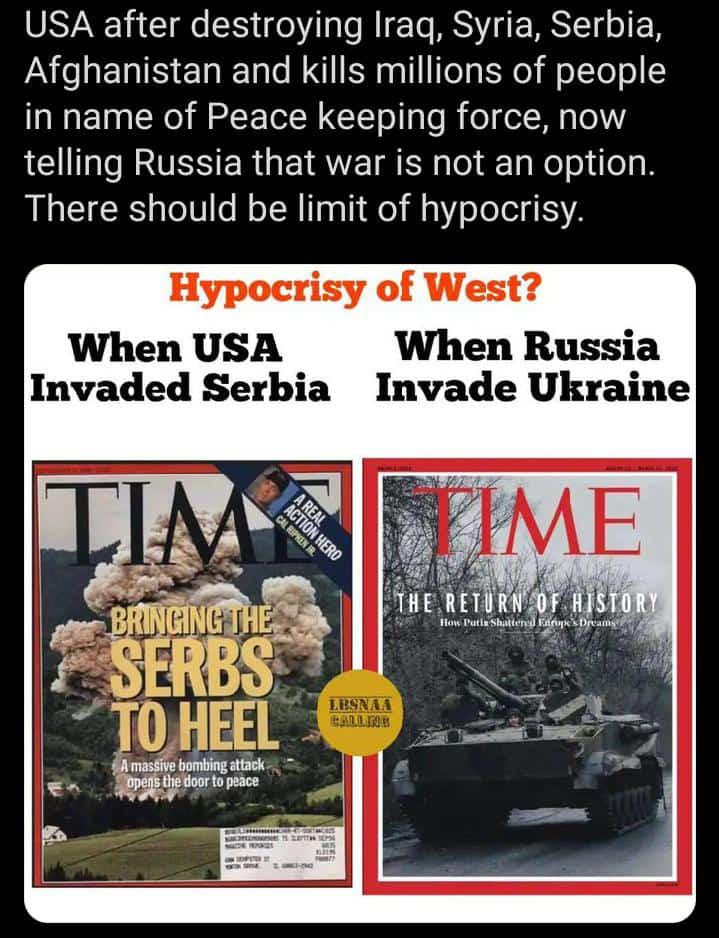 USA after destroying Iraq, Syria, Serbia,
Afghanistan and kills millions of people
in name of Peace keeping force, now
telling Russia that war is not an option.
There should be limit of hypocrisy.
Hypocrisy of West?
When USA
Invaded Serbia
When Russia
Invade Ukraine
TIME
A REAL
ACTION HERO
CAL RIPKEN JR.
BRINGING THE
SERBS
TO HEEL
A massive bombing attack
opens the door to peace
LBSNAA
CALLING
TIME
THE RETURN OF HISTORY
How Putin Shattered Europe's Dreams